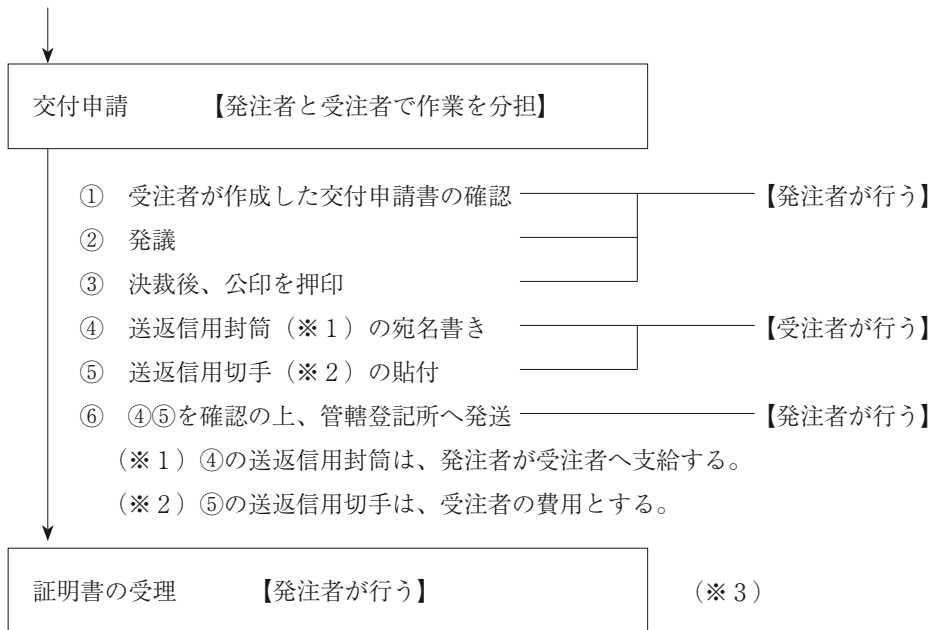 交付申請　　　【発注者と受注者で作業を分担】
①　受注者が作成した交付申請書の確認　【発注者が行う】
②　発議
③　決裁後、公印を押印
④　送返信用封筒（※１）の宛名書き　【受注者が行う】
⑤　送返信用切手（※２）の貼付
⑥　④⑤を確認の上、管轄登記所へ発送　【発注者が行う】
（※１）④の送返信用封筒は、発注者が受注者へ支給する。
（※２）⑤の送返信用切手は、受注者の費用とする。
証明書の受理　　　【発注者が行う】　（※３）